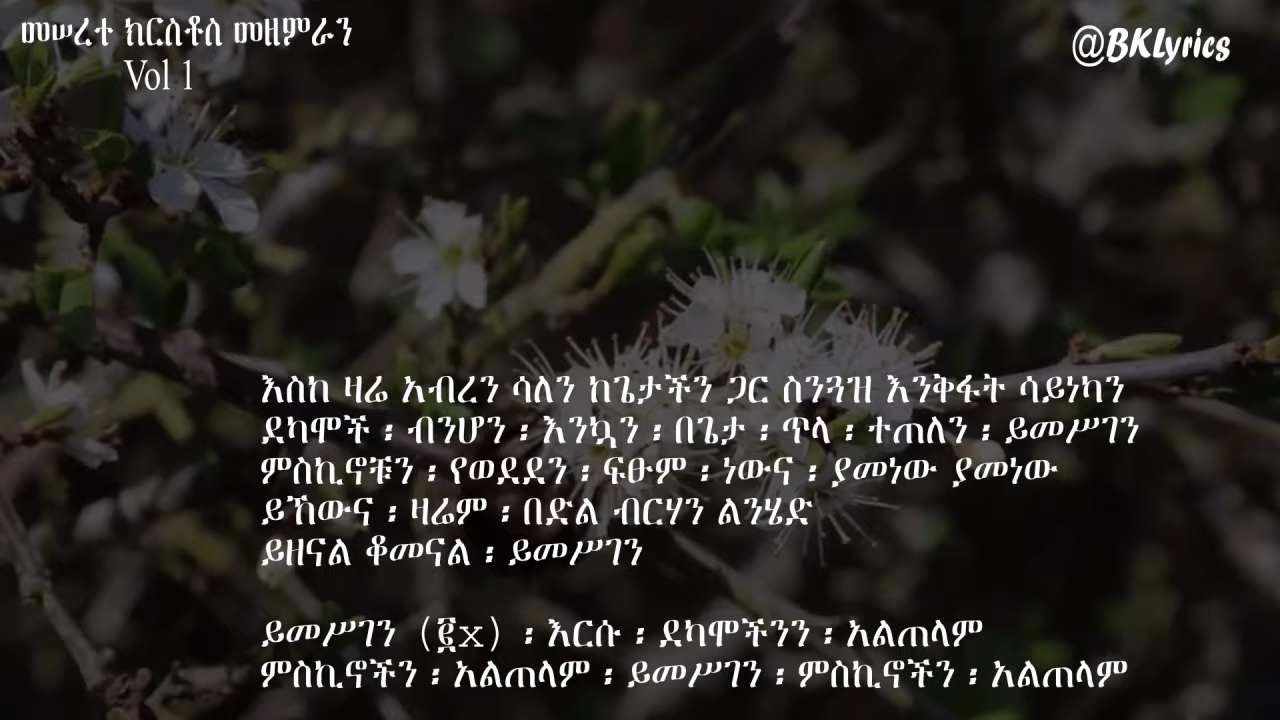 መሠረተ ክርስቶስ መዘምራን
Vol 1
@BKLyrics
እስከ ዛሬ አብረን ሳለን ከጌታችን ጋር ስንጓዝ እንቅፋት ሳይነካን
ደካሞች ፡ ብንሆን ፡ እንኳን ፡ በጌታ ፡ ጥላ ፡ ተጠለን ፡ ይመሥገን
ምስኪኖቹን ፡ የወደደን ፡ ፍፁም ፡ ነውና ፡ ያመነው ያመነው
ይኸውና ፡ ዛሬም ፡ በድል ብርሃን ልንሄድ
ይዘናል ቆመናል ፡ ይመሥገን
ይመሥገን (፪x) ፡ እርሱ ፡ ደካሞችንን ፡ አልጠላም
ምስኪኖችን ፡ አልጠላም ፡ ይመሥገን ፡ ምስኪኖችን ፡ አልጠላም